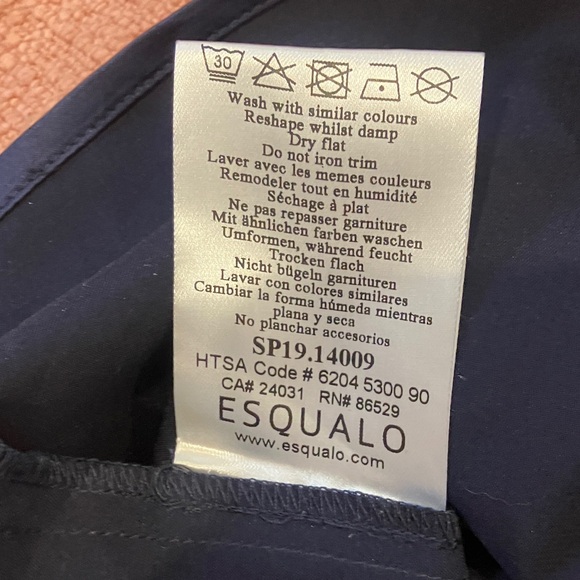 30
Wash with similar colours
Reshape whilst damp
Dry flat
Do not iron trim
Laver avec les memes couleurs
Remodeler tout en humidité
Séchage à plat
Ne pas repasser garniture
Mit ähnlichen farben waschen
Umformen, während feucht
Trocken flach
Nicht bügeln garnituren
Lavar con colores similares
Cambiar la forma húmeda mientras
plana y seca
No planchar accesorios
SP19.14009
HTSA Code # 6204 5300 90
CA# 24031 RN# 86529
ESQUALO
www.esqualo.com